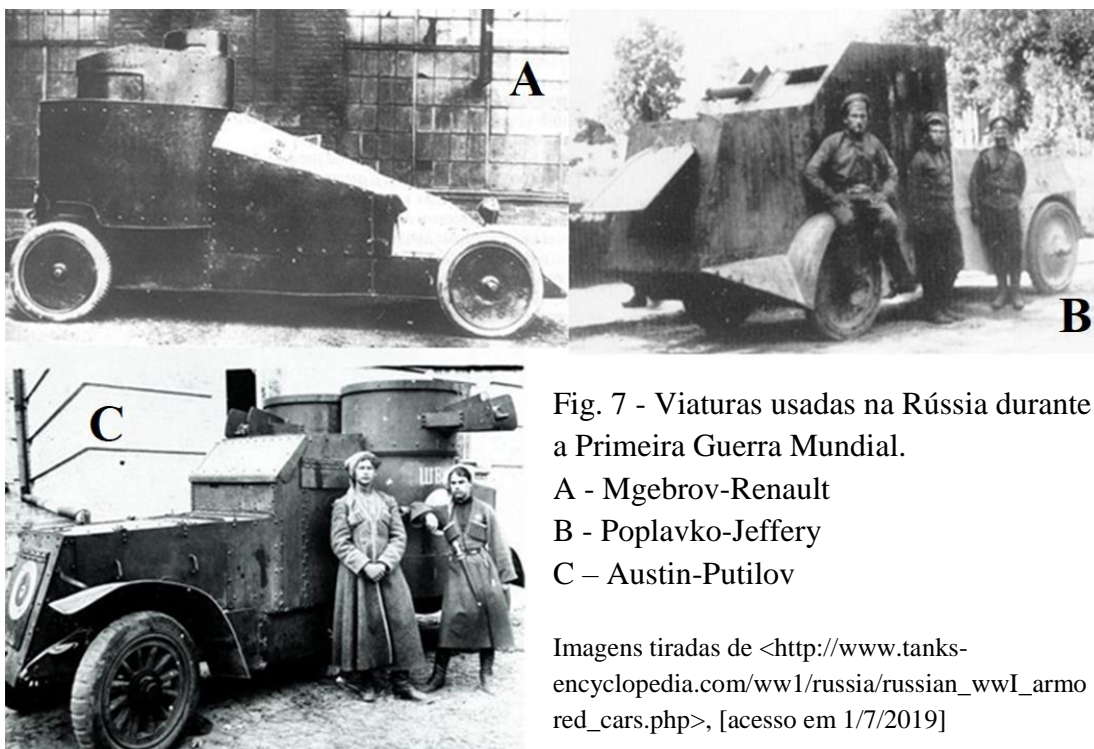 A
B
C
ШВ
Fig. 7 - Viaturas usadas na Rússia durante
a Primeira Guerra Mundial.
A - Mgebrov-Renault
B - Poplavko-Jeffery
C – Austin-Putilov
Imagens tiradas de <http://www.tanks-
encyclopedia.com/ww1/russia/russian_wwI_armo
red_cars.php>, [acesso em 1/7/2019]